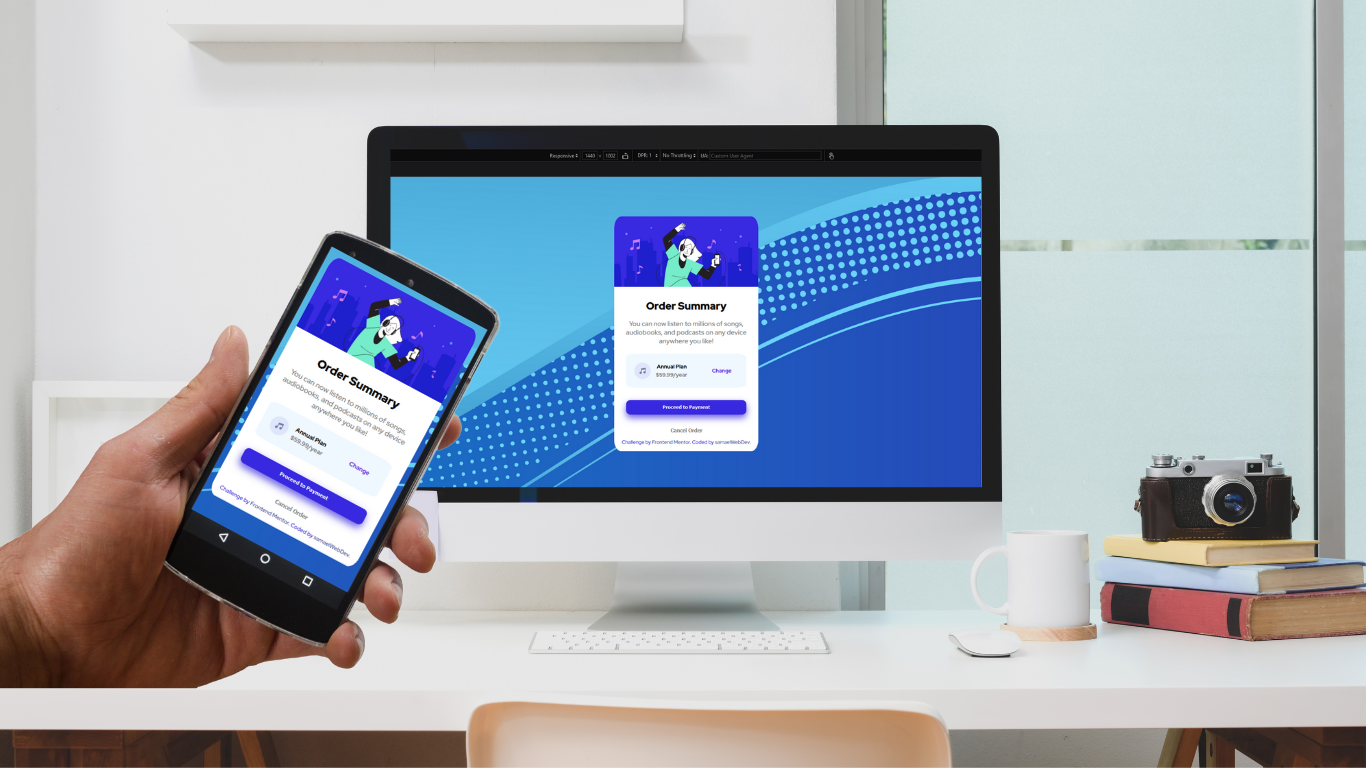 Responsive 1440 × 1002 DPR: 1 No Throttling UA: Custom User Agent
Order Summary
You can now listen to millions of songs,
audiobooks, and podcasts on any device
anywhere you like!
Annual Plan
$59.99/year
Change
Proceed to Payment
Cancel Order
Challenge by Frontend Mentor. Coded by samaelWebDev.
Order Summary
You can now listen to millions of songs,
audiobooks, and podcasts on any device
anywhere you like!
Annual Plan
$59.99/year
Change
Proceed to Payment
Cancel Order
Challenge by Frontend Mentor. Coded by samaelWebDev.